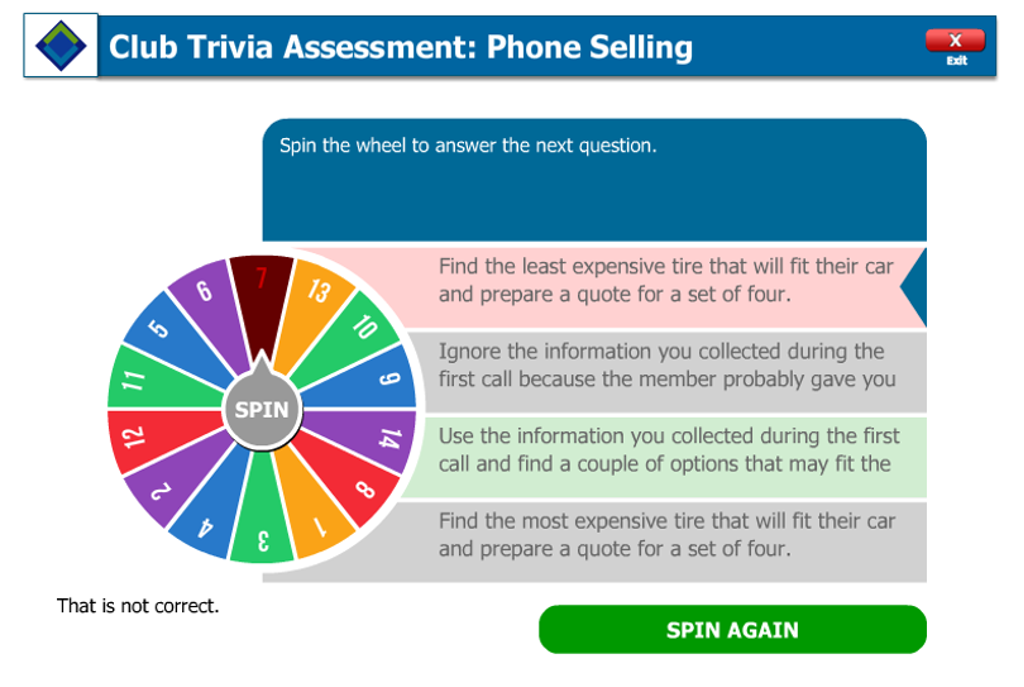 Club Trivia Assessment: Phone Selling
X
Exit
Spin the wheel to answer the next question.
Find the least expensive tire that will fit their car
and prepare a quote for a set of four.
Ignore the information you collected during the
first call because the member probably gave you
Use the information you collected during the first
call and find a couple of options that may fit the
Find the most expensive tire that will fit their car
and prepare a quote for a set of four.
7
13
10
9
14
8
1
3
4
2
12
11
5
6
SPIN
That is not correct.
SPIN AGAIN